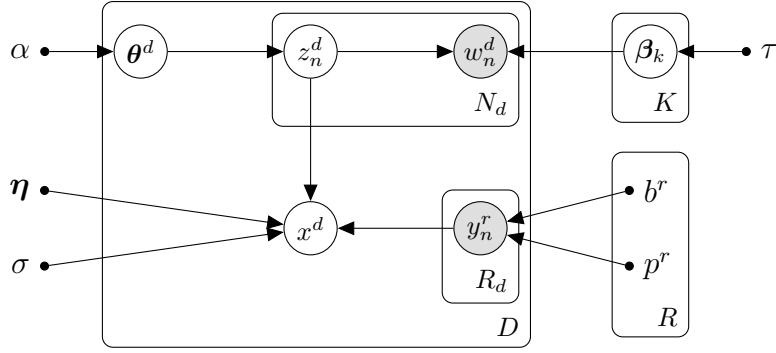 α θ^d z_n^d w_n^d β_k τ
N_d K
η b^r
x^d y_n^r
σ p^r
R_d
D R